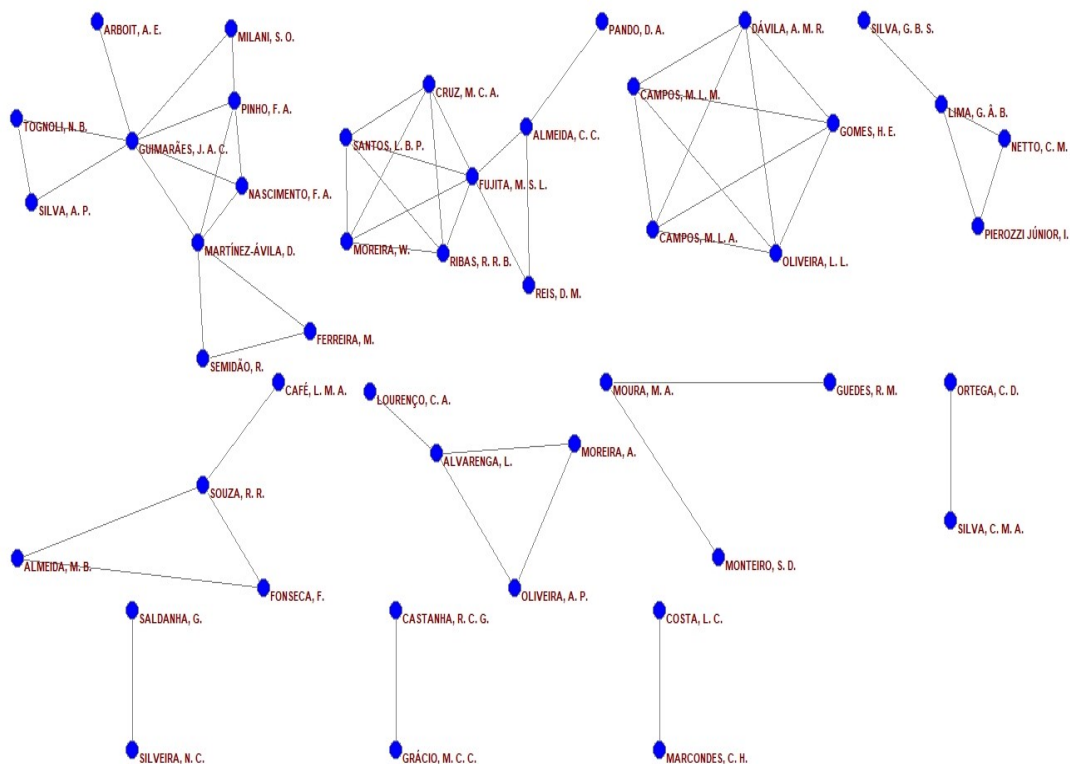 ARBOIT, A. E.
MILANI, S. O.
PINHO, F. A.
TOGNOLI, N. B.
GUIMARÃES, J. A. C.
NASCIMENTO, F. A.
SILVA, A. P.
MARTÍNEZ-ÁVILA, D.
FERREIRA, M.
SEMIDÃO, R.
PANDO, D. A.
CRUZ, M. C. A.
ALMEIDA, C. C.
SANTOS, L. B. P.
FUJITA, M. S. L.
MOREIRA, W.
RIBAS, R. R. B.
REIS, D. M.
DÁVILA, A. M. R.
CAMPOS, M. L. M.
GOMES, H. E.
CAMPOS, M. L. A.
OLIVEIRA, L. L.
SILVA, G. B. S.
LIMA, G. Â. B.
NETTO, C. M.
PIEROZZI JÚNIOR, I.
CAFÉ, L. M. A.
SOUZA, R. R.
ALMEIDA, M. B.
FONSECA, F.
LOURENÇO, C. A.
ALVARENGA, L.
MOREIRA, A.
OLIVEIRA, A. P.
MOURA, M. A.
GUEDES, R. M.
MONTEIRO, S. D.
ORTEGA, C. D.
SILVA, C. M. A.
SALDANHA, G.
SILVEIRA, N. C.
CASTANHA, R. C. G.
GRÁCIO, M. C. C.
COSTA, L. C.
MARCONDES, C. H.